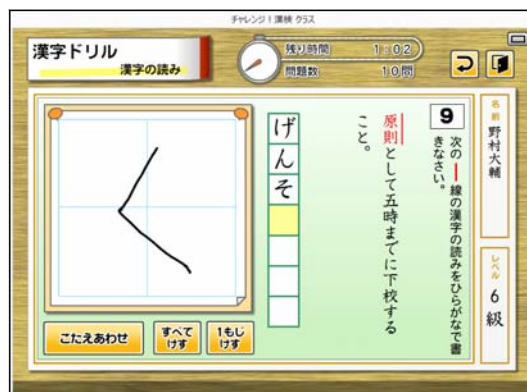 チャレンジ！漢検 クラス
漢字ドリル
漢字の読み
残り時間 1:02
問題数 10問
名前
野村大輔
レベル
6級
9
次の━線の漢字の読みをひらがなで書
きなさい。
原則として五時までに下校する
こと。
げんそ
く
こたえあわせ
すべて
けす
1もじ
けす